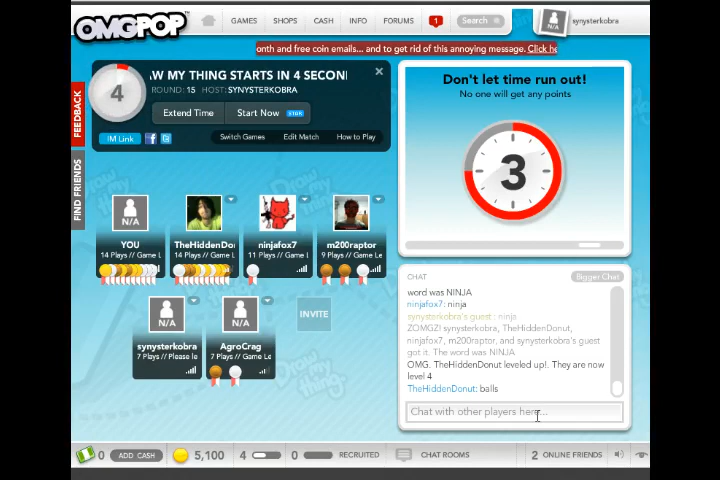 OMGPOP
GAMES SHOPS CASH INFO FORUMS 1 Search synysterkobra
onth and free coin emails... and to get rid of this annoying message. Click he
FEEDBACK
FIND FRIENDS
4
AW MY THING STARTS IN 4 SECONI
ROUND: 15 HOST: SYNYSTERKOBRA
Extend Time Start Now STAR
IM Link
Switch Games Edit Match How to Play
Don't let time run out!
No one will get any points
3
N/A
YOU TheHiddenDo ninjafox7 m200raptor
14 Plays // Game L 14 Plays // Game Le 11 Plays // Game L 9 Plays // Game Le
N/A N/A INVITE
synysterkobra AgroCrag
7 Plays // Please le 7 Plays // Game Le
CHAT Bigger Chat
word was NINJA
ninjafox7: ninja
synysterkobra's guest : ninja
ZOMGZ! synysterkobra, TheHiddenDonut,
ninjafox7, m200raptor, and synysterkobra's guest
got it. The word was NINJA
OMG. TheHiddenDonut leveled up!. They are now
level 4
TheHiddenDonut: balls
Chat with other players here...
0 ADD CASH 5,100 4 0 RECRUITED CHAT ROOMS 2 ONLINE FRIENDS